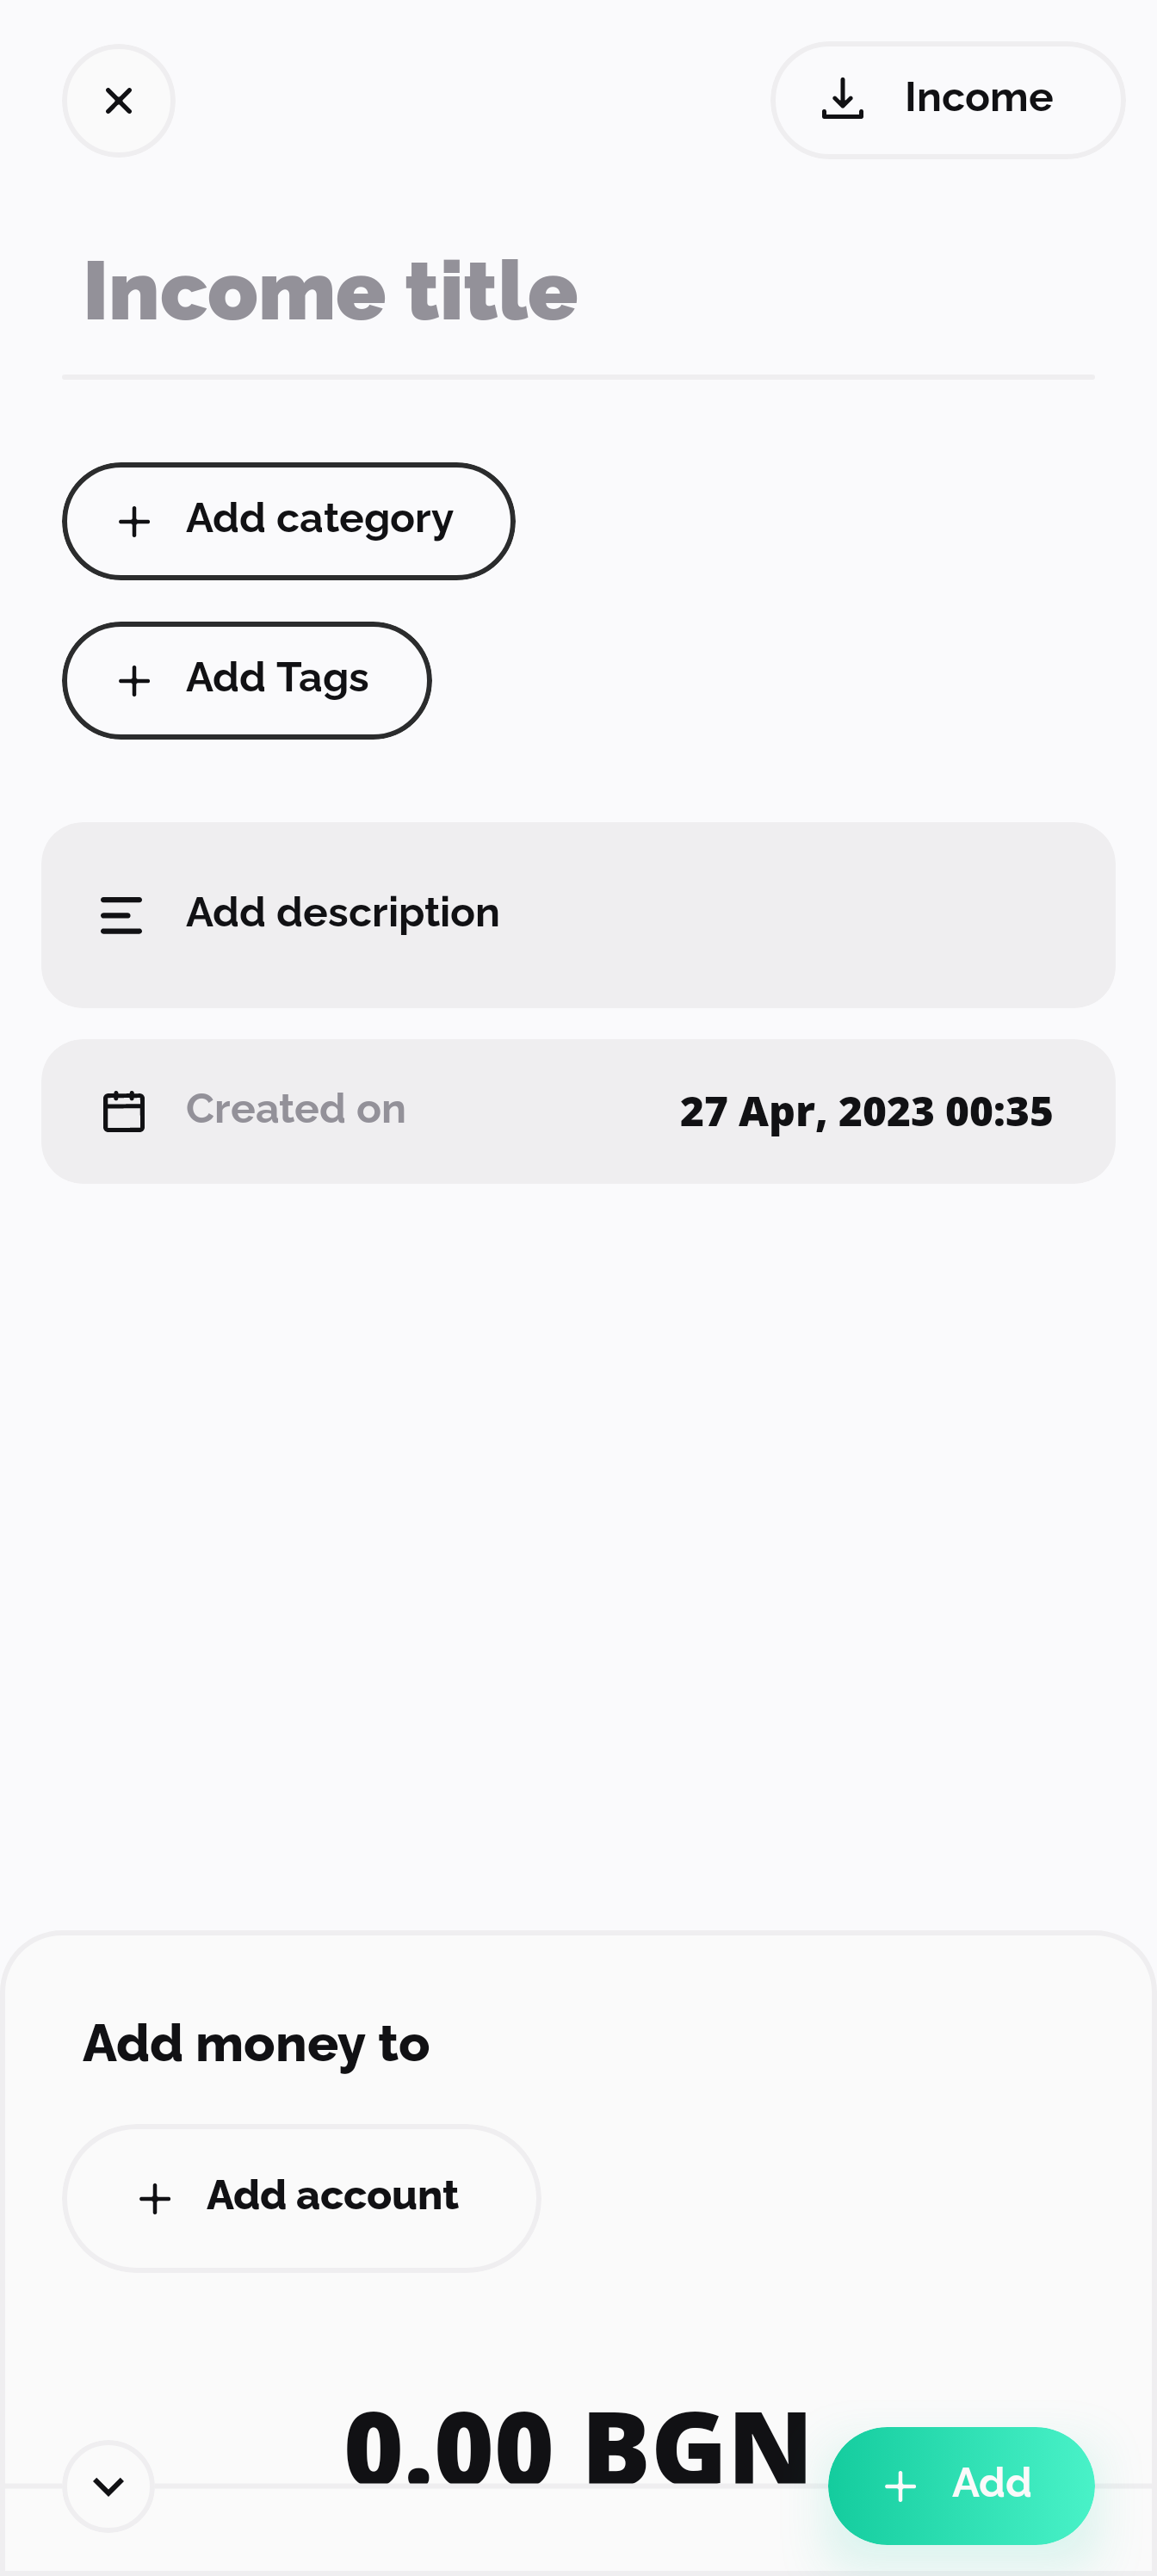 Income
Income title
Add category
Add Tags
Add description
Created on 27 Apr, 2023 00:35
Add money to
Add account
0.00 BGN
Add